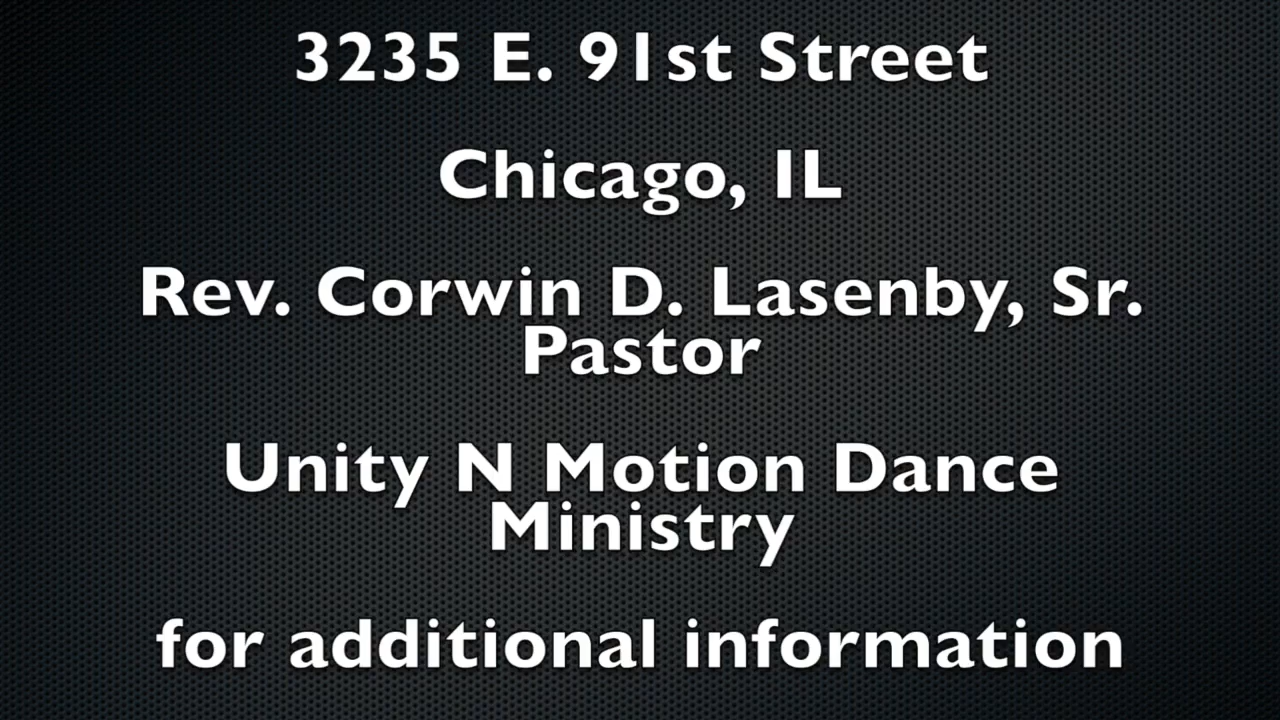 3235 E. 91st Street
Chicago, IL
Rev. Corwin D. Lasenby, Sr.
Pastor
Unity N Motion Dance
Ministry
for additional information